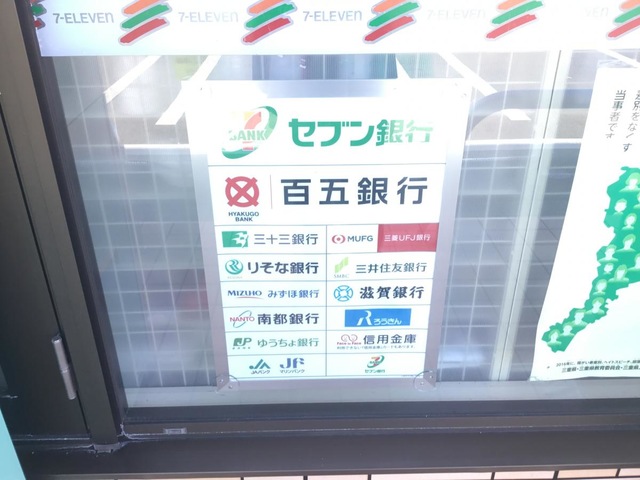 7-ELEVEN
7-ELEVEN
7-ELEVEN
7-ELEVEN
BANK
セブン銀行
HYAKUGO
BANK
百五銀行
三十三銀行
MUFG
三菱UFJ銀行
りそな銀行
SMBC
三井住友銀行
MIZUHO
みずほ銀行
滋賀銀行
NANTO
南都銀行
ろうきん
JP
ゆうちょ銀行
信用金庫
JA
JAバンク
JF
マリンバンク
セブン銀行
当事者です